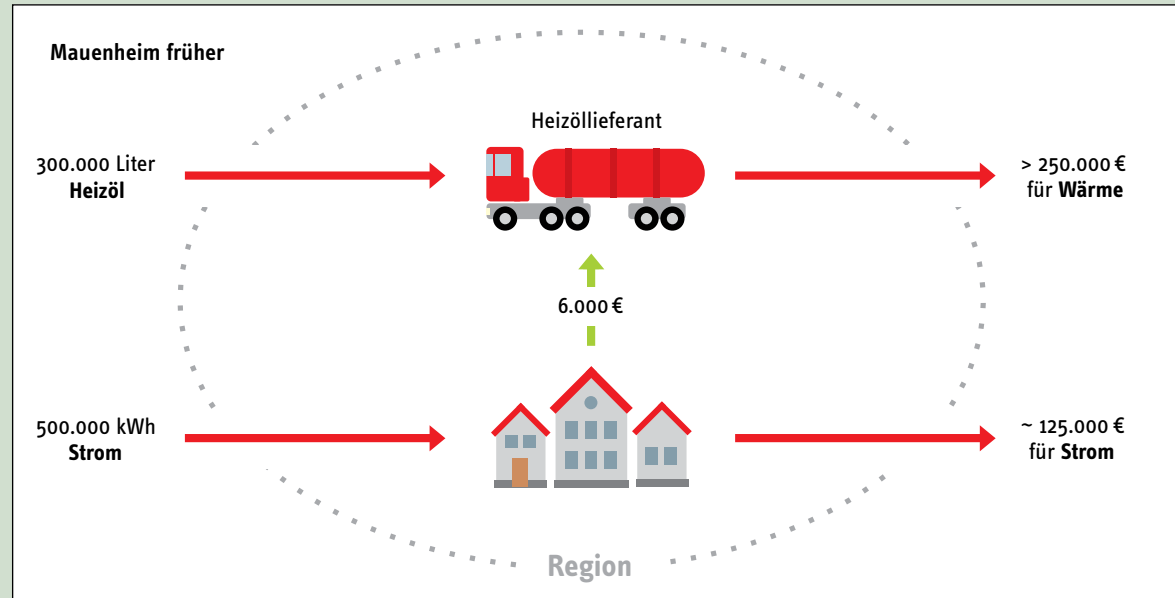 Mauenheim früher
Heizöllieferant
300.000 Liter
Heizöl
> 250.000 €
für Wärme
6.000 €
500.000 kWh
Strom
~ 125.000 €
für Strom
Region